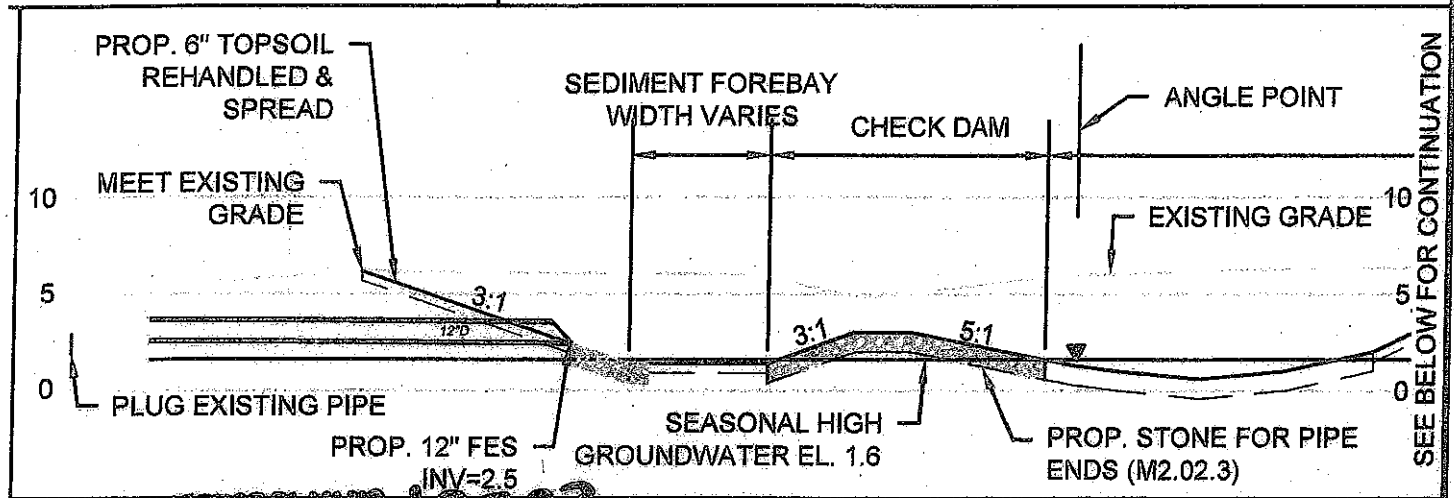 PROP. 6" TOPSOIL
REHANDLED &
SPREAD
SEDIMENT FOREBAY
WIDTH VARIES
CHECK DAM
ANGLE POINT
MEET EXISTING
GRADE
EXISTING GRADE
10
10
5
5
0
0
3:1
12"D
3:1
5:1
PLUG EXISTING PIPE
PROP. 12" FES
INV=2.5
SEASONAL HIGH
GROUNDWATER EL. 1.6
PROP. STONE FOR PIPE
ENDS (M2.02.3)
SEE BELOW FOR CONTINUATION